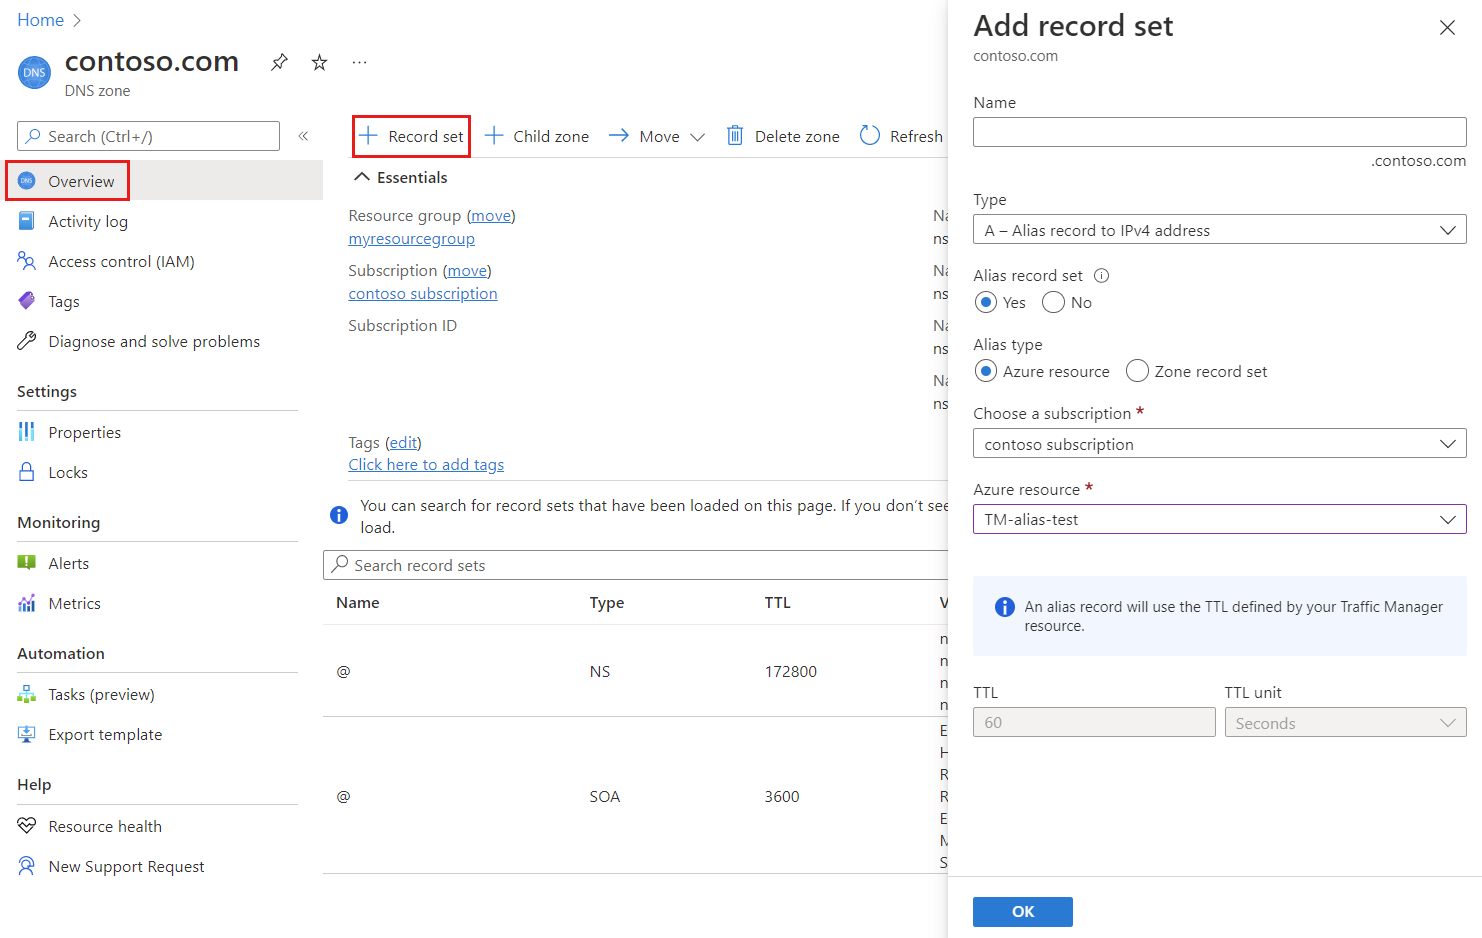 Home
contoso.com
DNS
DNS zone
Search (Ctrl+/)
Overview
Activity log
Access control (IAM)
Tags
Diagnose and solve problems
Settings
Properties
Locks
Monitoring
Alerts
Metrics
Automation
Tasks (preview)
Export template
Help
Resource health
New Support Request
Record set
Child zone
Move
Delete zone
Refresh
Essentials
Resource group (move)
myresourcegroup
Subscription (move)
contoso subscription
Subscription ID
Na
ns
Na
ns
Na
ns
Na
ns
Tags (edit)
Click here to add tags
You can search for record sets that have been loaded on this page. If you don't see
load.
Search record sets
Name Type TTL V
@ NS 172800
n
n
n
n
@ SOA 3600
E
H
R
R
E
M
S
Add record set
contoso.com
Name
.contoso.com
Type
A – Alias record to IPv4 address
Alias record set
Yes No
Alias type
Azure resource Zone record set
Choose a subscription *
contoso subscription
Azure resource *
TM-alias-test
An alias record will use the TTL defined by your Traffic Manager
resource.
TTL TTL unit
60 Seconds
OK